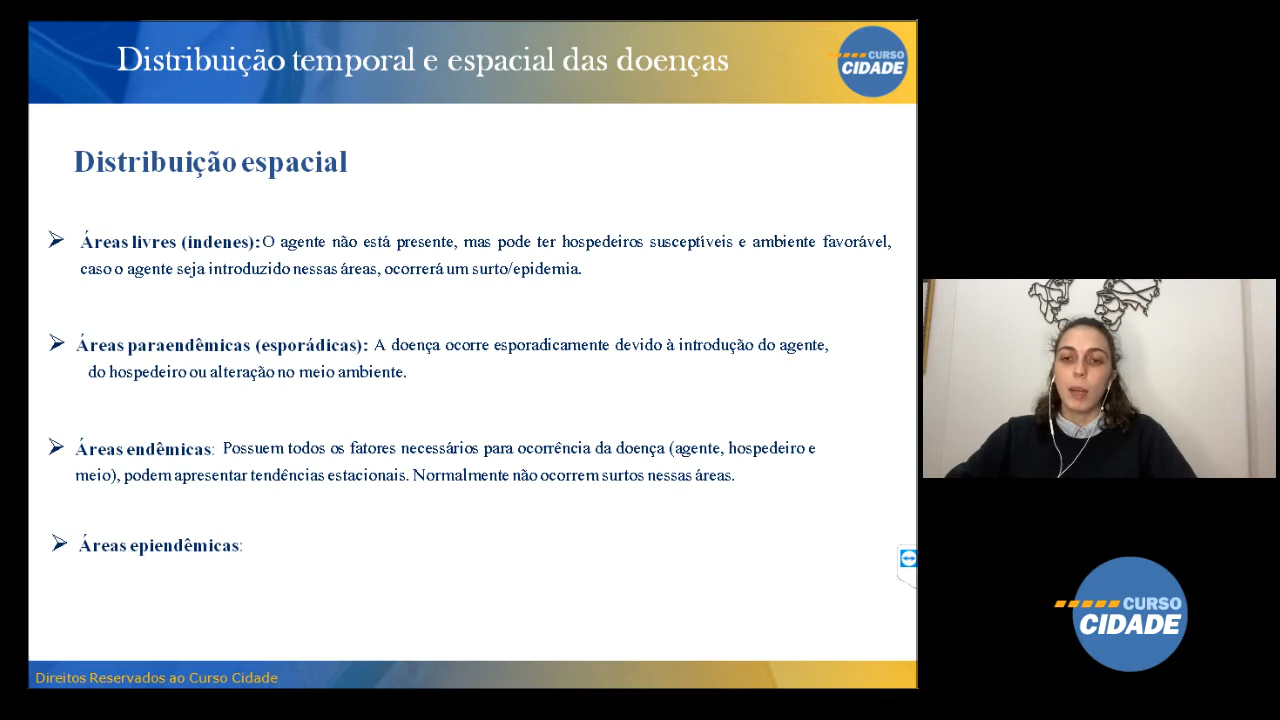 Distribuição temporal e espacial das doenças
CURSO
CIDADE
Distribuição espacial
Áreas livres (indenes): O agente não está presente, mas pode ter hospedeiros susceptíveis e ambiente favorável,
caso o agente seja introduzido nessas áreas, ocorrerá um surto/epidemia.
Áreas paraendêmicas (esporádicas): A doença ocorre esporadicamente devido à introdução do agente,
do hospedeiro ou alteração no meio ambiente.
Áreas endêmicas: Possuem todos os fatores necessários para ocorrência da doença (agente, hospedeiro e
meio), podem apresentar tendências estacionais. Normalmente não ocorrem surtos nessas áreas.
Áreas epiendêmicas:
Direitos Reservados ao Curso Cidade
CURSO
CIDADE